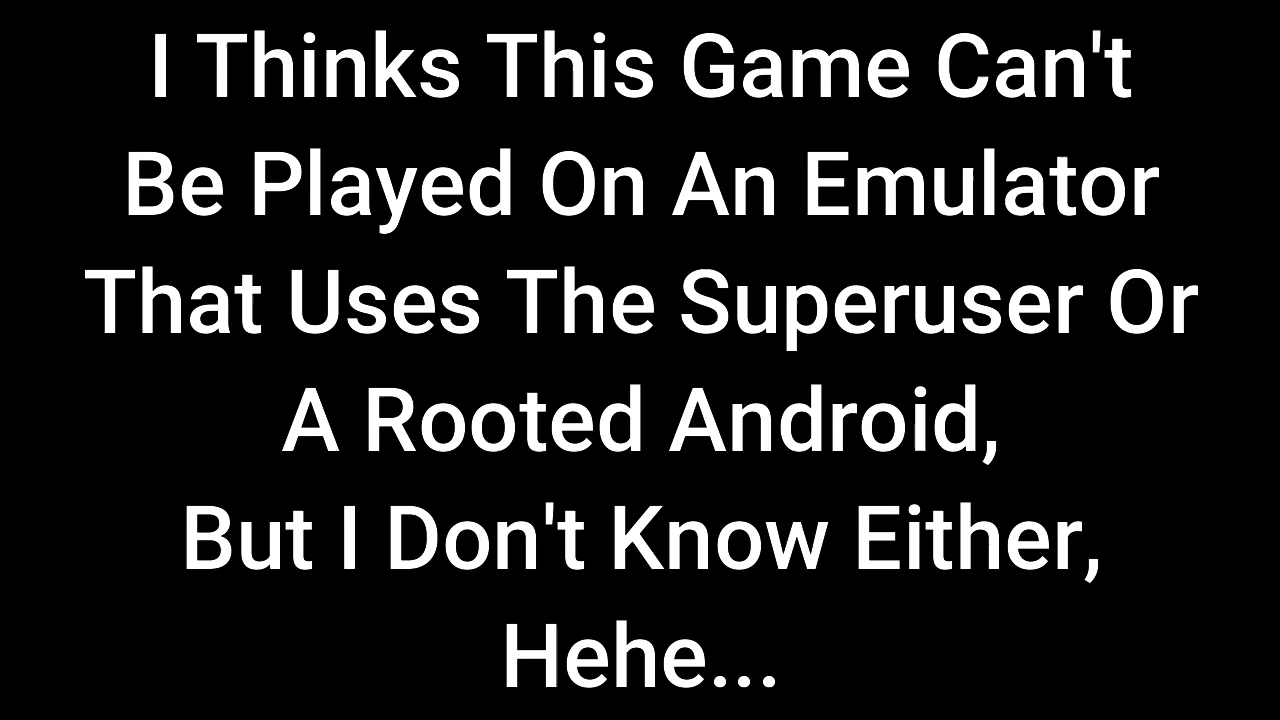 I Thinks This Game Can't
Be Played On An Emulator
That Uses The Superuser Or
A Rooted Android,
But I Don't Know Either,
Hehe...